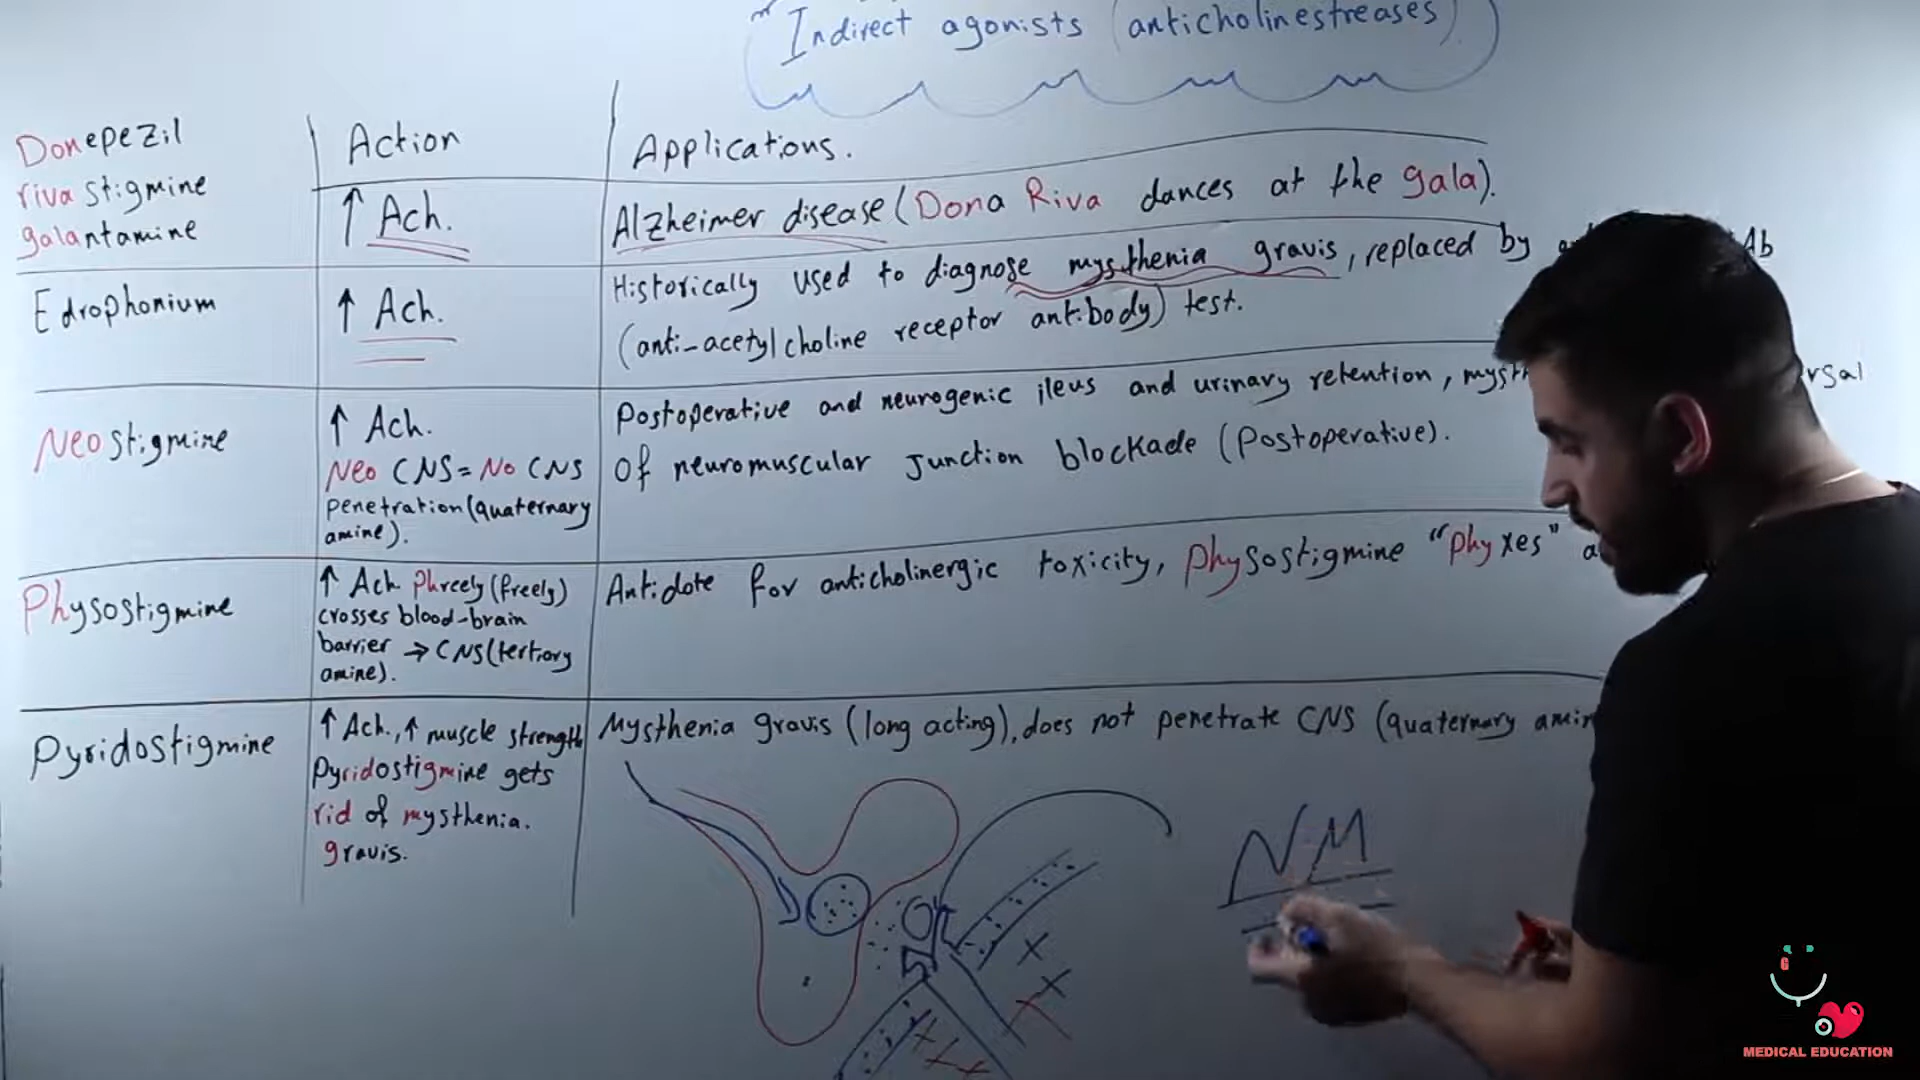 Indirect agonists (anticholinestreases)
Donepezil
rivastigmine
galantamine
Action
Applications.
↑ Ach.
Alzheimer disease (Dona Riva dances at the gala).
Edrophonium
↑ Ach.
Historically used to diagnose mysthenia gravis, replaced by Ab
(anti-acetylcholine receptor antibody) test.
Neostigmine
↑ Ach.
Neo CNS = No CNS
penetration (quaternary
amine).
Postoperative and neurogenic ileus and urinary retention, rsal
Of neuromuscular junction blockade (Postoperative).
Physostigmine
↑ Ach Phreely (freely)
crosses blood-brain
barrier → CNS (tertiory
amine).
Antidote for anticholinergic toxicity, physostigmine "phyxes"
Pyridostigmine
↑ Ach., ↑ muscle strength
Pyridostigmine gets
rid of mysthenia.
gravis.
Mysthenia gravis (long acting), does not penetrate CNS (quaternary
NM
MEDICAL EDUCATION